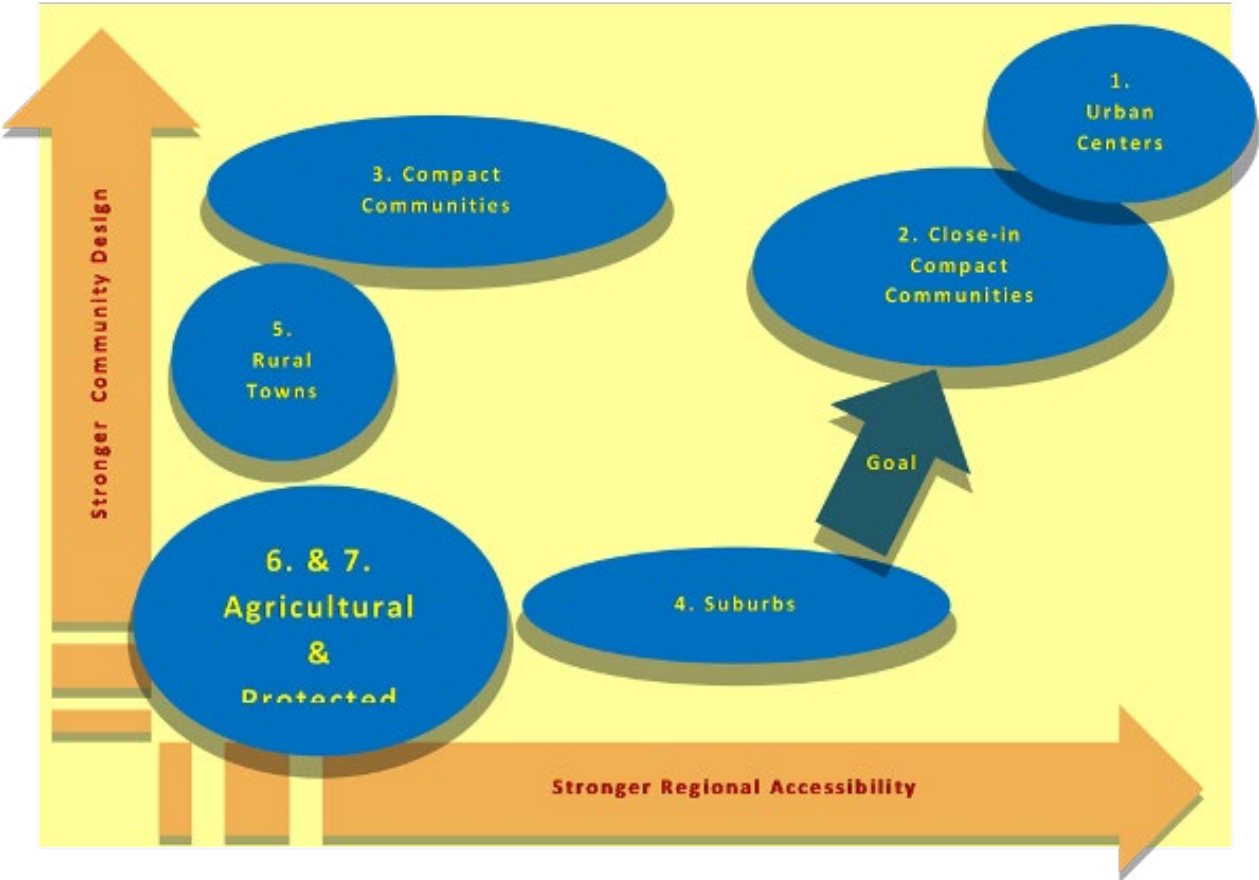 1.
Urban
Centers
3. Compact
Communities
2. Close-in
Compact
Communities
5.
Rural
Towns
Goal
6. & 7.
Agricultural
&
Protected
4. Suburbs
Stronger Community Design
Stronger Regional Accessibility